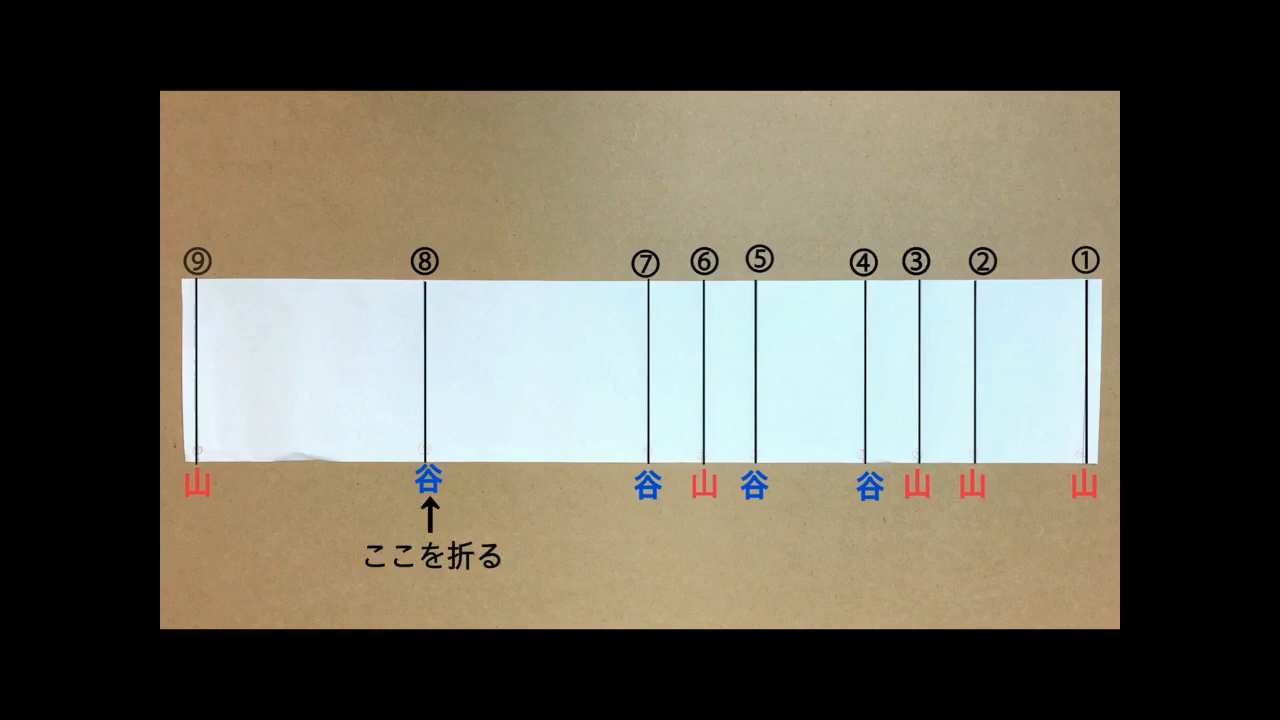 ⑨ ⑧ ⑦ ⑥ ⑤ ④ ③ ② ①
山 谷 谷 山 谷 谷 山 山 山
↑
ここを折る